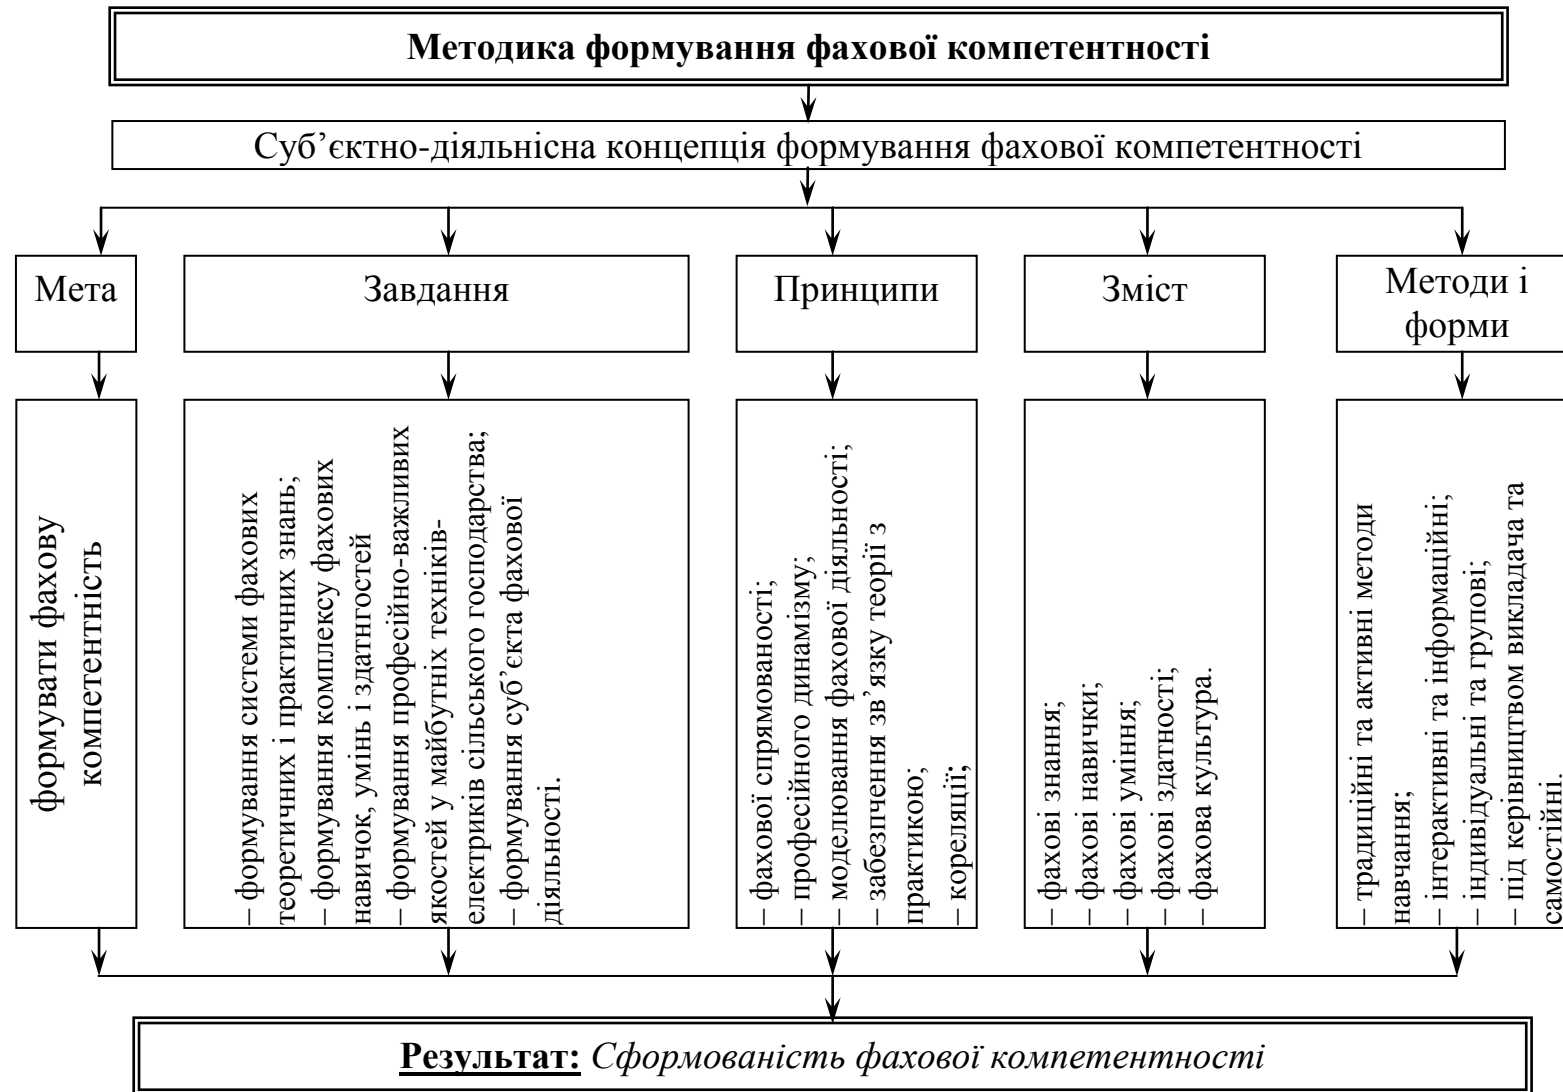 Методика формування фахової компетентності
Суб’єктно-діяльнісна концепція формування фахової компетентності
Мета
Завдання
Принципи
Зміст
Методи і
форми
формувати фахову
компетентність
– формування системи фахових
теоретичних і практичних знань;
– формування комплексу фахових
навичок, умінь і здатнгостей
– формування професійно-важливих
якостей у майбутніх техніків-
електриків сільського господарства;
– формування суб’єкта фахової
діяльності.
– фахової спрямованості;
– професійного динамізму;
– моделювання фахової діяльності;
– забезпчення зв’язку теорії з
практикою;
– кореляції;
– фахові знання;
– фахові навички;
– фахові уміння;
– фахові здатності;
– фахова культура.
– традиційні та активні методи
навчання;
– інтерактивні та інформаційні;
– індивідуальні та групові;
– під керівництвом викладача та
самостійні.
Результат: Сформованість фахової компетентності